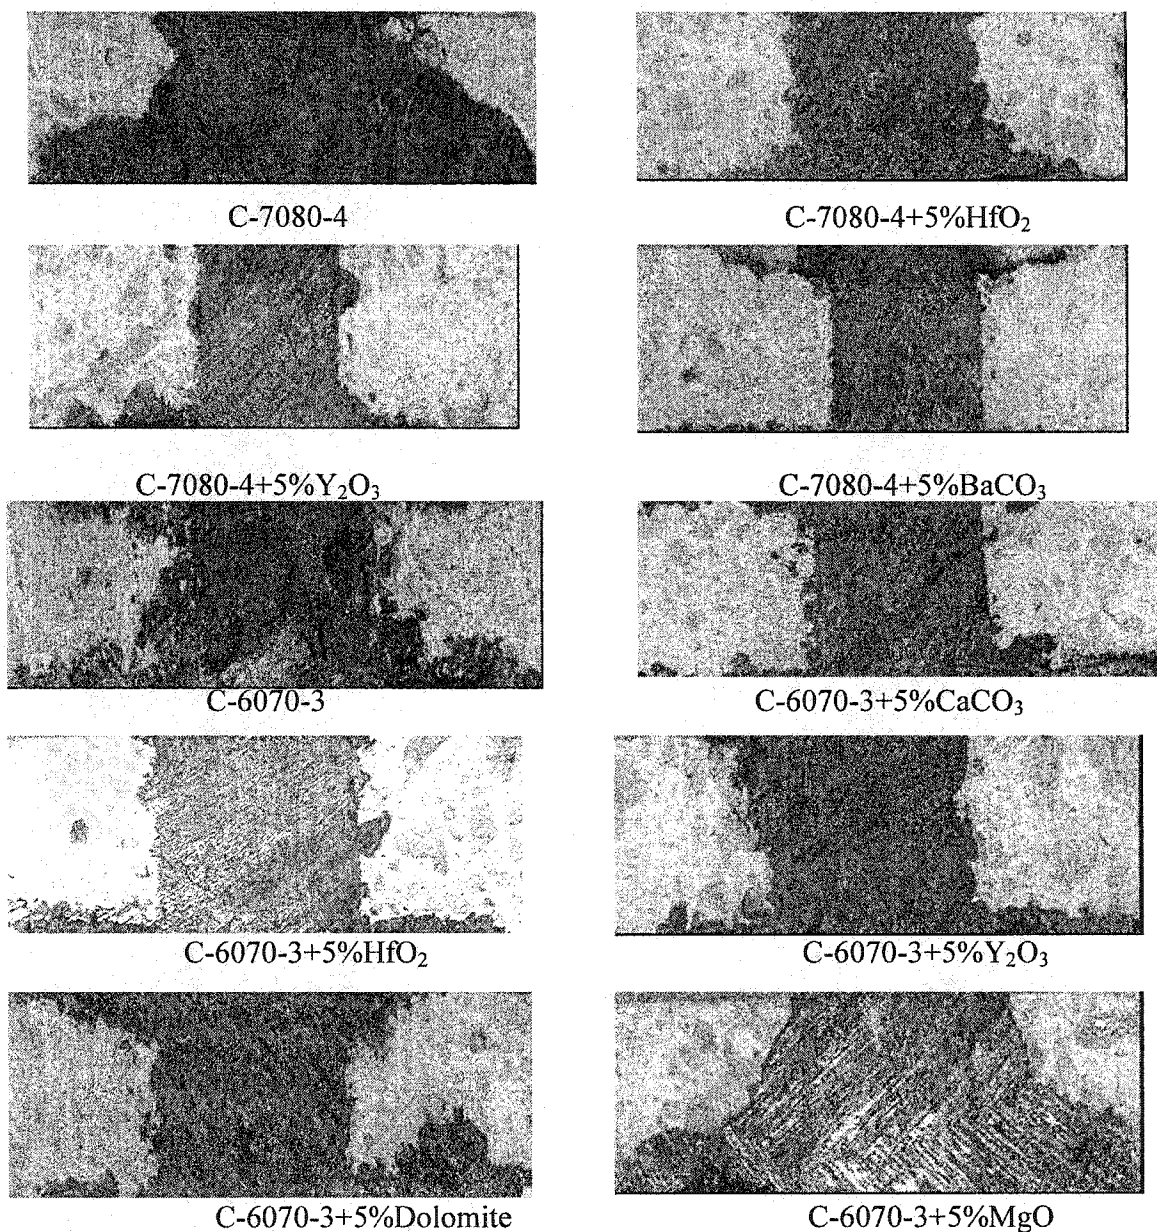 C-7080-4
C-7080-4+5%HfO₂
C-7080-4+5%Y₂O₃
C-7080-4+5%BaCO₃
C-6070-3
C-6070-3+5%CaCO₃
C-6070-3+5%HfO₂
C-6070-3+5%Y₂O₃
C-6070-3+5%Dolomite
C-6070-3+5%MgO